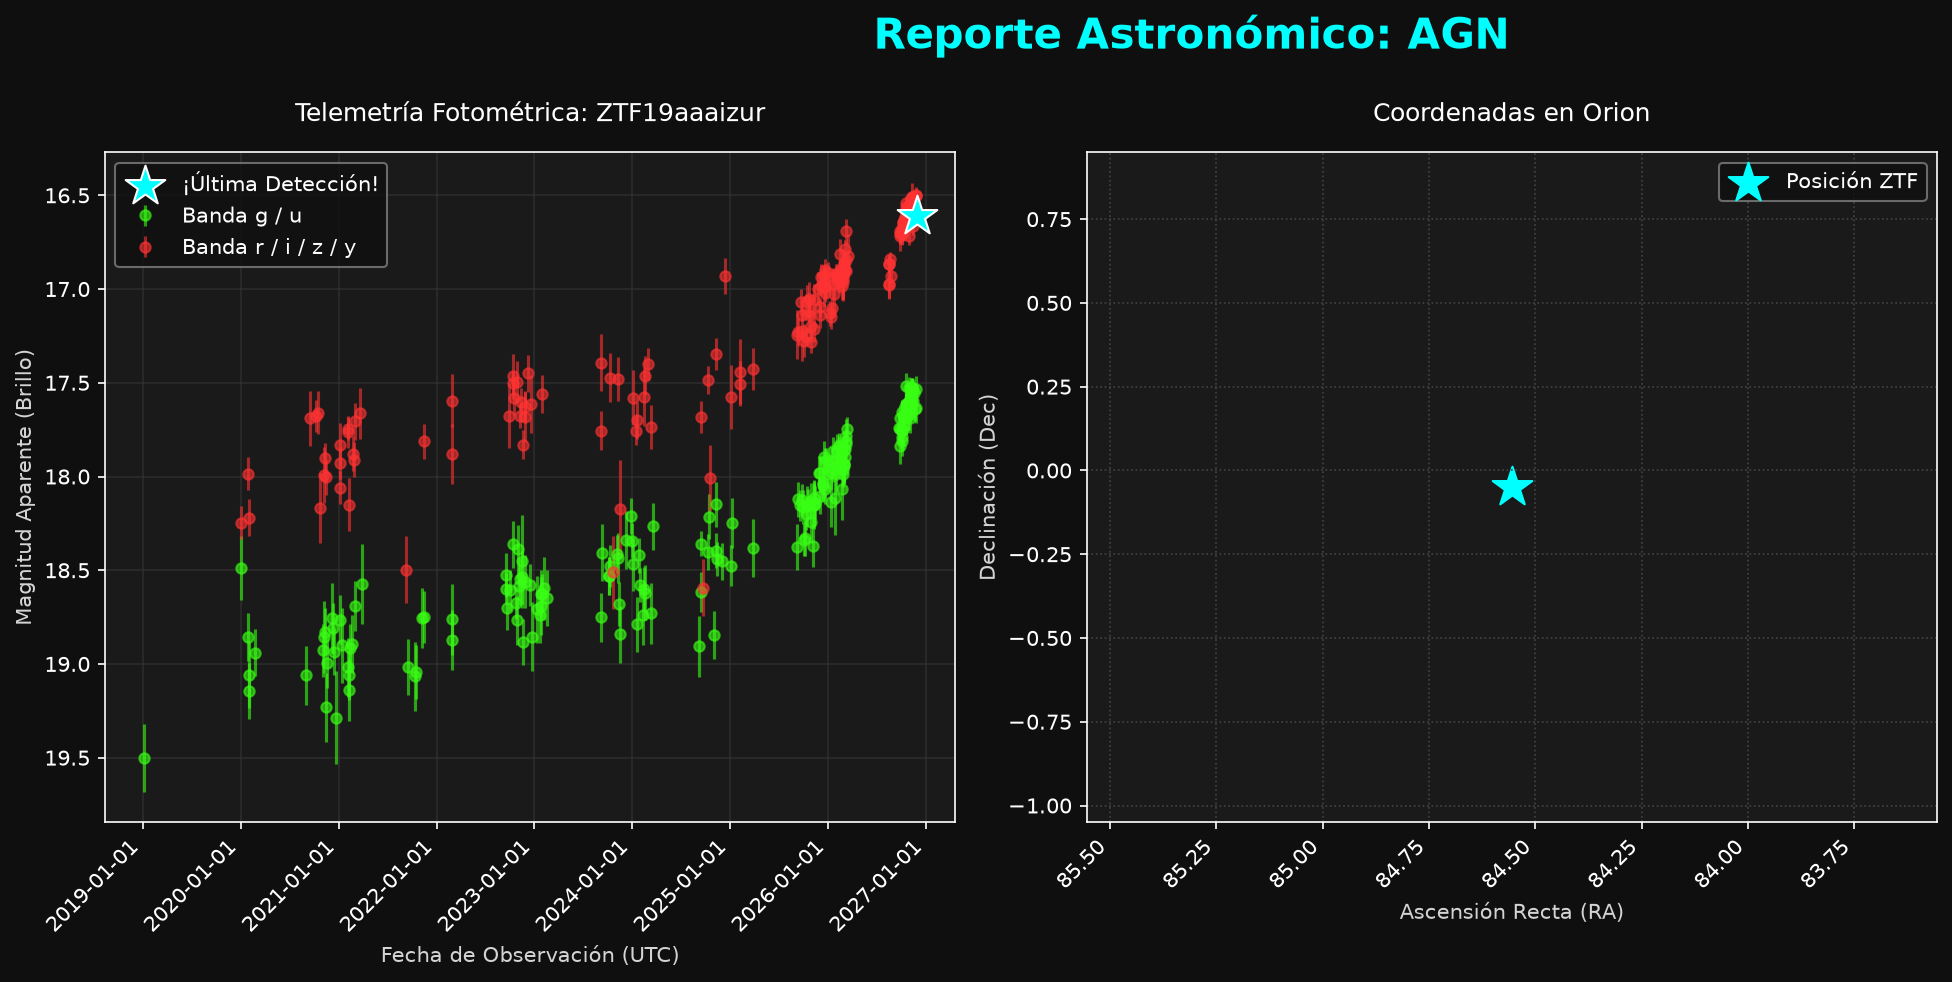 Reporte Astronómico: AGN
Telemetría Fotométrica: ZTF19aaaizur
¡Última Detección!
Banda g / u
Banda r / i / z / y
Magnitud Aparente (Brillo)
16.5
17.0
17.5
18.0
18.5
19.0
19.5
2019-01-01
2020-01-01
2021-01-01
2022-01-01
2023-01-01
2024-01-01
2025-01-01
2026-01-01
2027-01-01
Fecha de Observación (UTC)
Coordenadas en Orion
Posición ZTF
Declinación (Dec)
0.75
0.50
0.25
0.00
−0.25
−0.50
−0.75
−1.00
85.50
85.25
85.00
84.75
84.50
84.25
84.00
83.75
Ascensión Recta (RA)